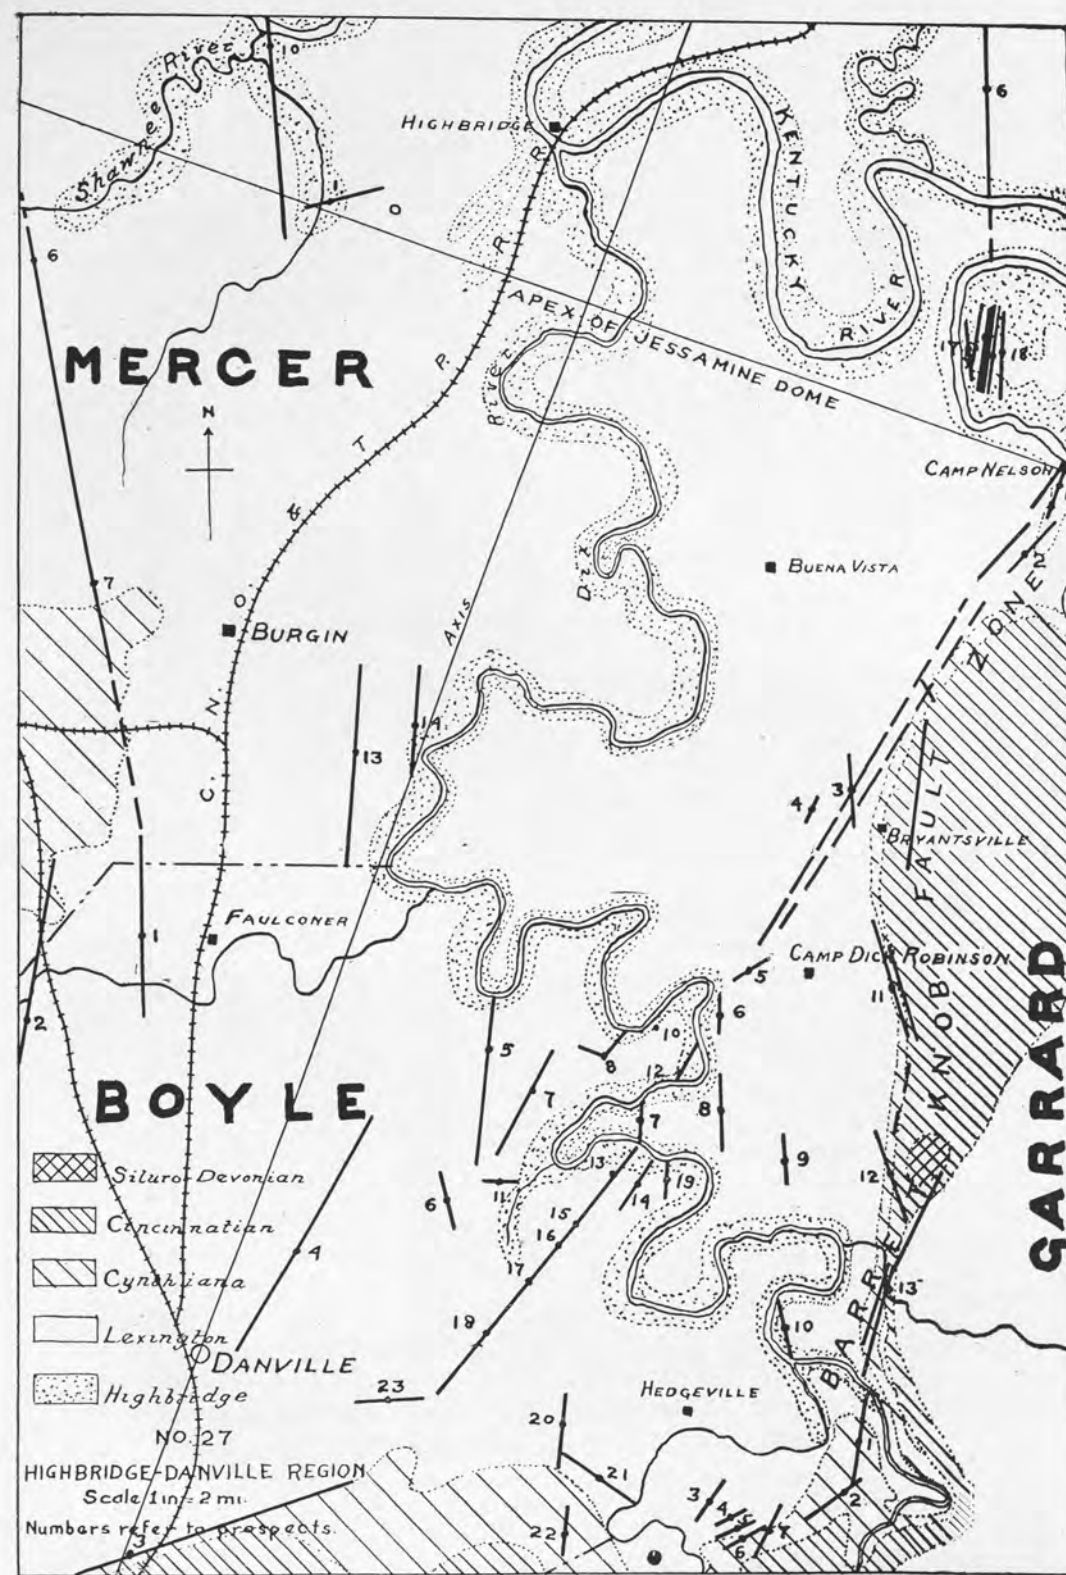 Shawnee River
10
HIGHBRIDGE
KENTUCKY RIVER
6
1
O
6
APEX OF JESSAMINE DOME
18
MERCER
N
River
CAMP NELSON
Dix
BUENA VISTA
2
7
BURGIN
AXIS
C. N. O. & T. P. R. R.
ZONE
14
13
3
4
BRYANTSVILLE
FAULT
1
FAULCONER
CAMP DICK ROBINSON
5
11
2
6
10
5
8
12
KNOB
GARRARD
BOYLE
7
7
8
9
13
14
19
12
11
6
15
16
17
4
13
18
10
BARREN
Siluro-Devonian
Cincinnatian
Cynthiana
Lexington
DANVILLE
Highbridge
23
HEDGEVILLE
20
1
NO. 27
HIGHBRIDGE-DANVILLE REGION
Scale 1 in = 2 mi.
Numbers refer to prospects.
21
3
4
5
6
7
2
22
3